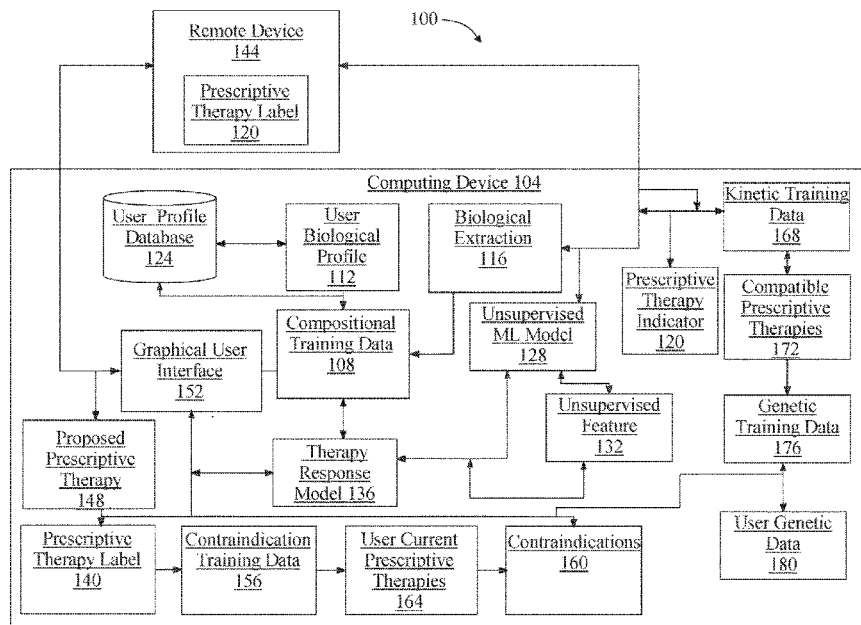 100
Remote Device
144
Prescriptive
Therapy Label
120
Computing Device 104
User Profile
Database
124
User
Biological
Profile
112
Biological
Extraction
116
Kinetic Training
Data
168
Prescriptive
Therapy
Indicator
120
Compatible
Prescriptive
Therapies
172
Graphical User
Interface
152
Compositional
Training Data
108
Unsupervised
ML Model
128
Unsupervised
Feature
132
Genetic
Training Data
176
Proposed
Prescriptive
Therapy
148
Therapy
Response
Model 136
Prescriptive
Therapy Label
140
Contraindication
Training Data
156
User Current
Prescriptive
Therapies
164
Contraindications
160
User Genetic
Data
180